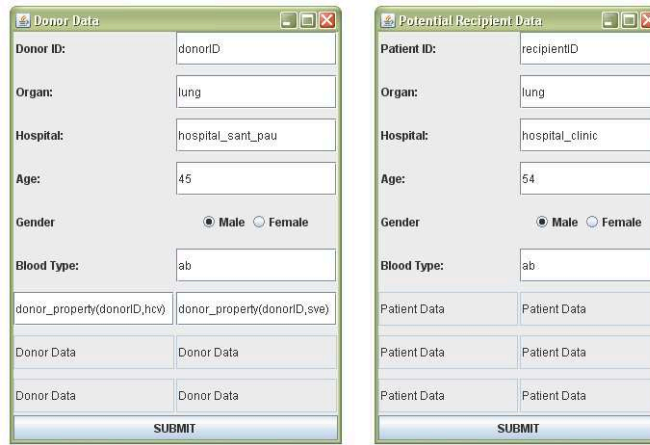 Donor Data
Donor ID: donorID
Organ: lung
Hospital: hospital_sant_pau
Age: 45
Gender Male Female
Blood Type: ab
donor_property(donorID,hcv) donor_property(donorID,sve)
Donor Data Donor Data
Donor Data Donor Data
SUBMIT
Potential Recipient Data
Patient ID: recipientID
Organ: lung
Hospital: hospital_clinic
Age: 54
Gender Male Female
Blood Type: ab
Patient Data Patient Data
Patient Data Patient Data
Patient Data Patient Data
SUBMIT